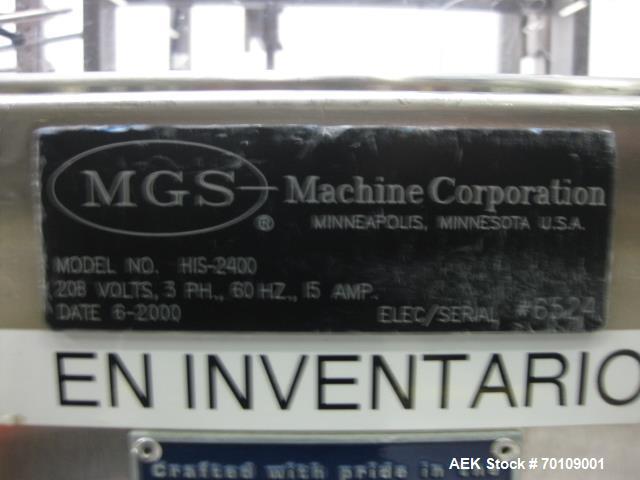 MGS Machine Corporation
®
MINNEAPOLIS, MINNESOTA U.S.A.
MODEL NO. HIS-2400
208 VOLTS, 3 PH., 60 HZ., 15 AMP.
DATE 6-2000 ELEC/SERIAL #6524
EN INVENTARIO
Crafted with pride in the
AEK Stock # 70109001